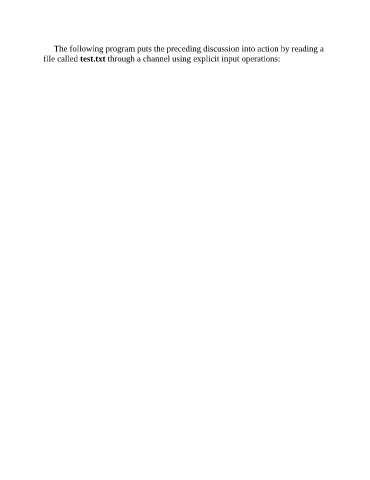 The following program puts the preceding discussion into action by reading a
file called test.txt through a channel using explicit input operations: